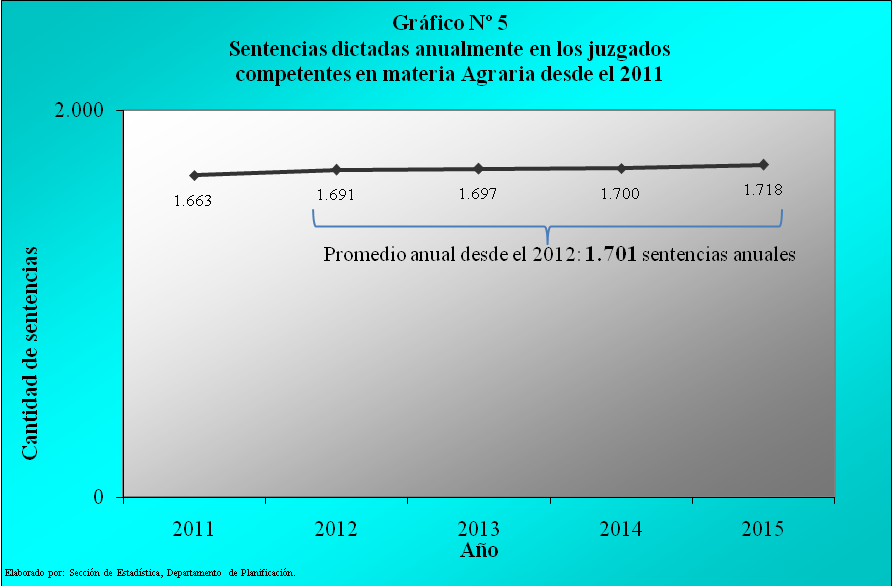 Gráfico Nº 5
Sentencias dictadas anualmente en los juzgados
competentes en materia Agraria desde el 2011
2.000
1.663
1.691
1.697
1.700
1.718
Promedio anual desde el 2012: 1.701 sentencias anuales
Cantidad de sentencias
0
2011
2012
2013
2014
2015
Año
Elaborado por: Sección de Estadística, Departamento de Planificación.